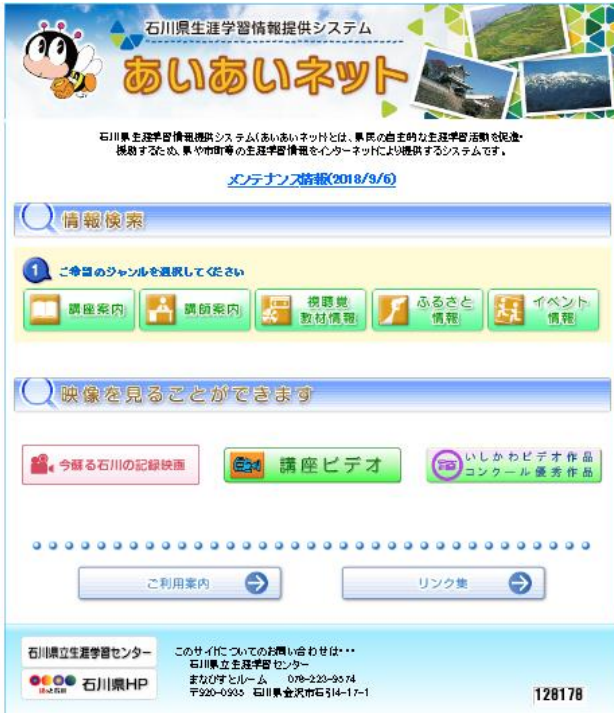 石川県生涯学習情報提供システム
あいあいネット
石川県生涯学習情報提供システム(あいあいネット)とは、県民の自主的な生涯学習活動を促進・
援助するため、県や市町等の生涯学習情報をインターネットにより提供するシステムです。
メンテナンス情報(2018/9/6)
情報検索
1 ご希望のジャンルを選択してください
講座案内
講師案内
視聴覚
教材情報
ふるさと
情報
イベント
情報
映像を見ることができます
今蘇る石川の記録映画
講座ビデオ
いしかわビデオ作品
コンクール優秀作品
ご利用案内
リンク集
石川県立生涯学習センター
石川県HP
このサイトについてのお問い合わせは・・・
石川県立生涯学習センター
まなびすとルーム 076-223-9574
〒920-0935 石川県金沢市石引4-17-1
128178